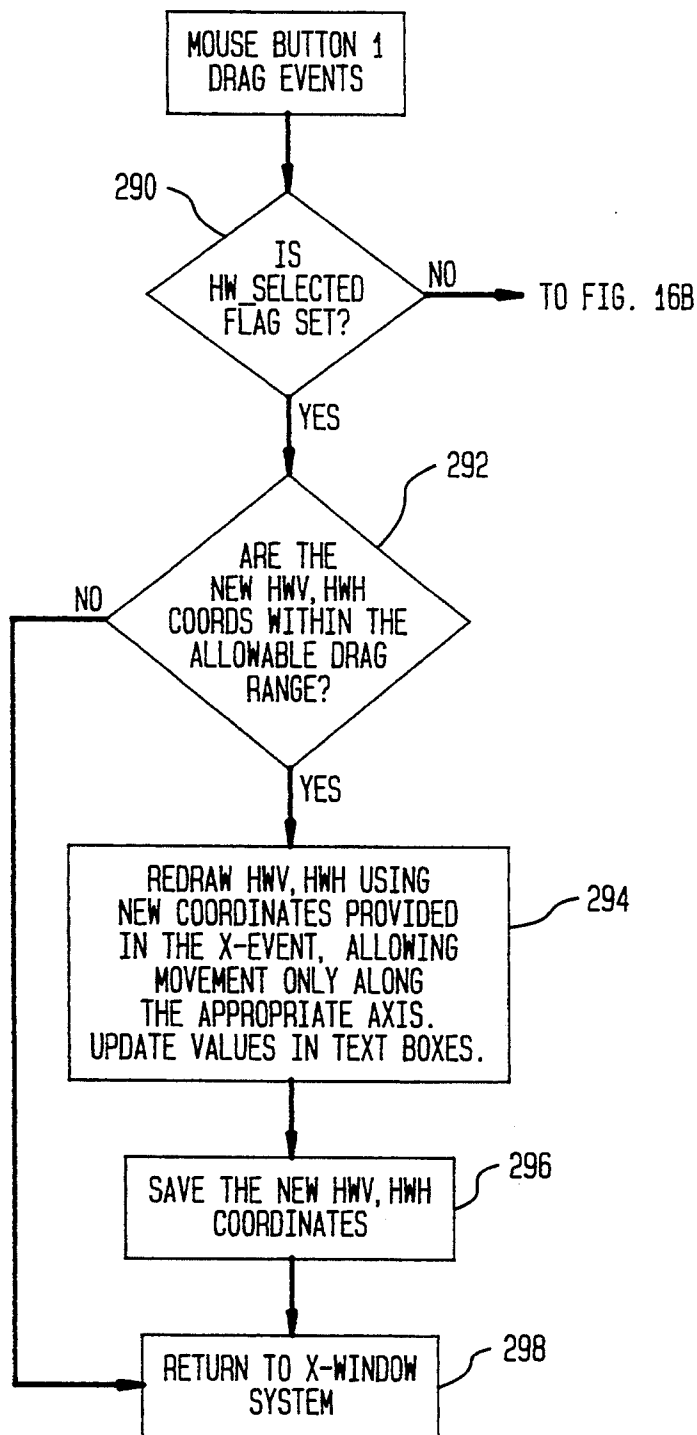 MOUSE BUTTON 1
DRAG EVENTS
290
IS
HW_SELECTED
FLAG SET?
NO
TO FIG. 16B
YES
292
ARE THE
NEW HWV, HWH
COORDS WITHIN THE
ALLOWABLE DRAG
RANGE?
NO
YES
REDRAW HWV, HWH USING
NEW COORDINATES PROVIDED
IN THE X-EVENT, ALLOWING
MOVEMENT ONLY ALONG
THE APPROPRIATE AXIS.
UPDATE VALUES IN TEXT BOXES.
294
SAVE THE NEW HWV, HWH
COORDINATES
296
RETURN TO X-WINDOW
SYSTEM
298